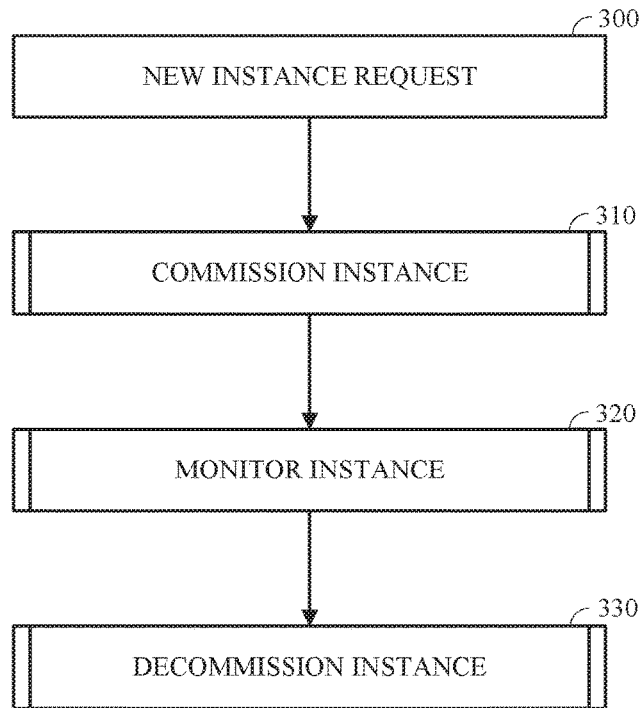 300
NEW INSTANCE REQUEST
310
COMMISSION INSTANCE
320
MONITOR INSTANCE
330
DECOMMISSION INSTANCE